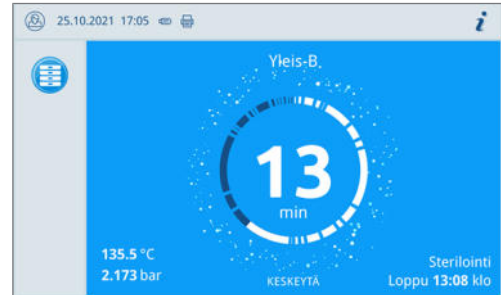 25.10.2021 17:05
i
Yleis-B
13
min
135.5 °C
2.173 bar
KESKEYTÄ
Sterilointi
Loppu 13:08 klo